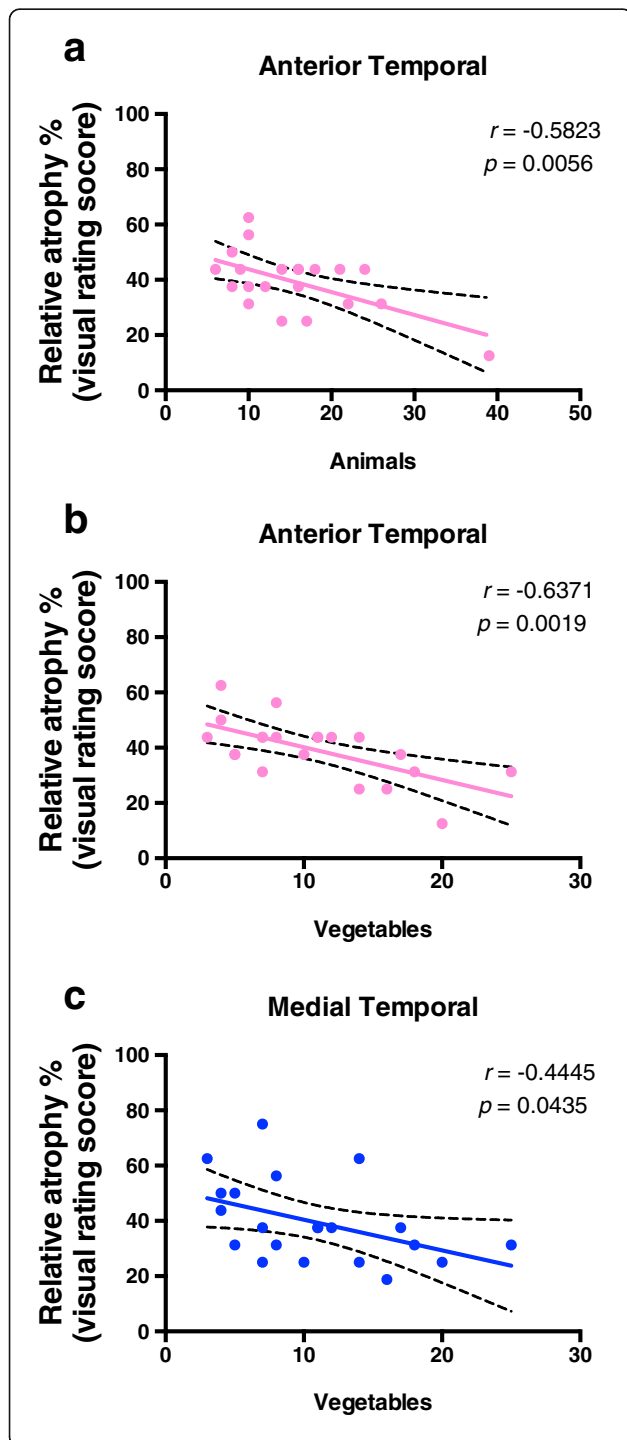 a
Anterior Temporal
r = -0.5823
p = 0.0056
Relative atrophy %
(visual rating socore)
100
80
60
40
20
0
0 10 20 30 40 50
Animals
b
Anterior Temporal
r = -0.6371
p = 0.0019
Relative atrophy %
(visual rating socore)
100
80
60
40
20
0
0 10 20 30
Vegetables
c
Medial Temporal
r = -0.4445
p = 0.0435
Relative atrophy %
(visual rating socore)
100
80
60
40
20
0
0 10 20 30
Vegetables